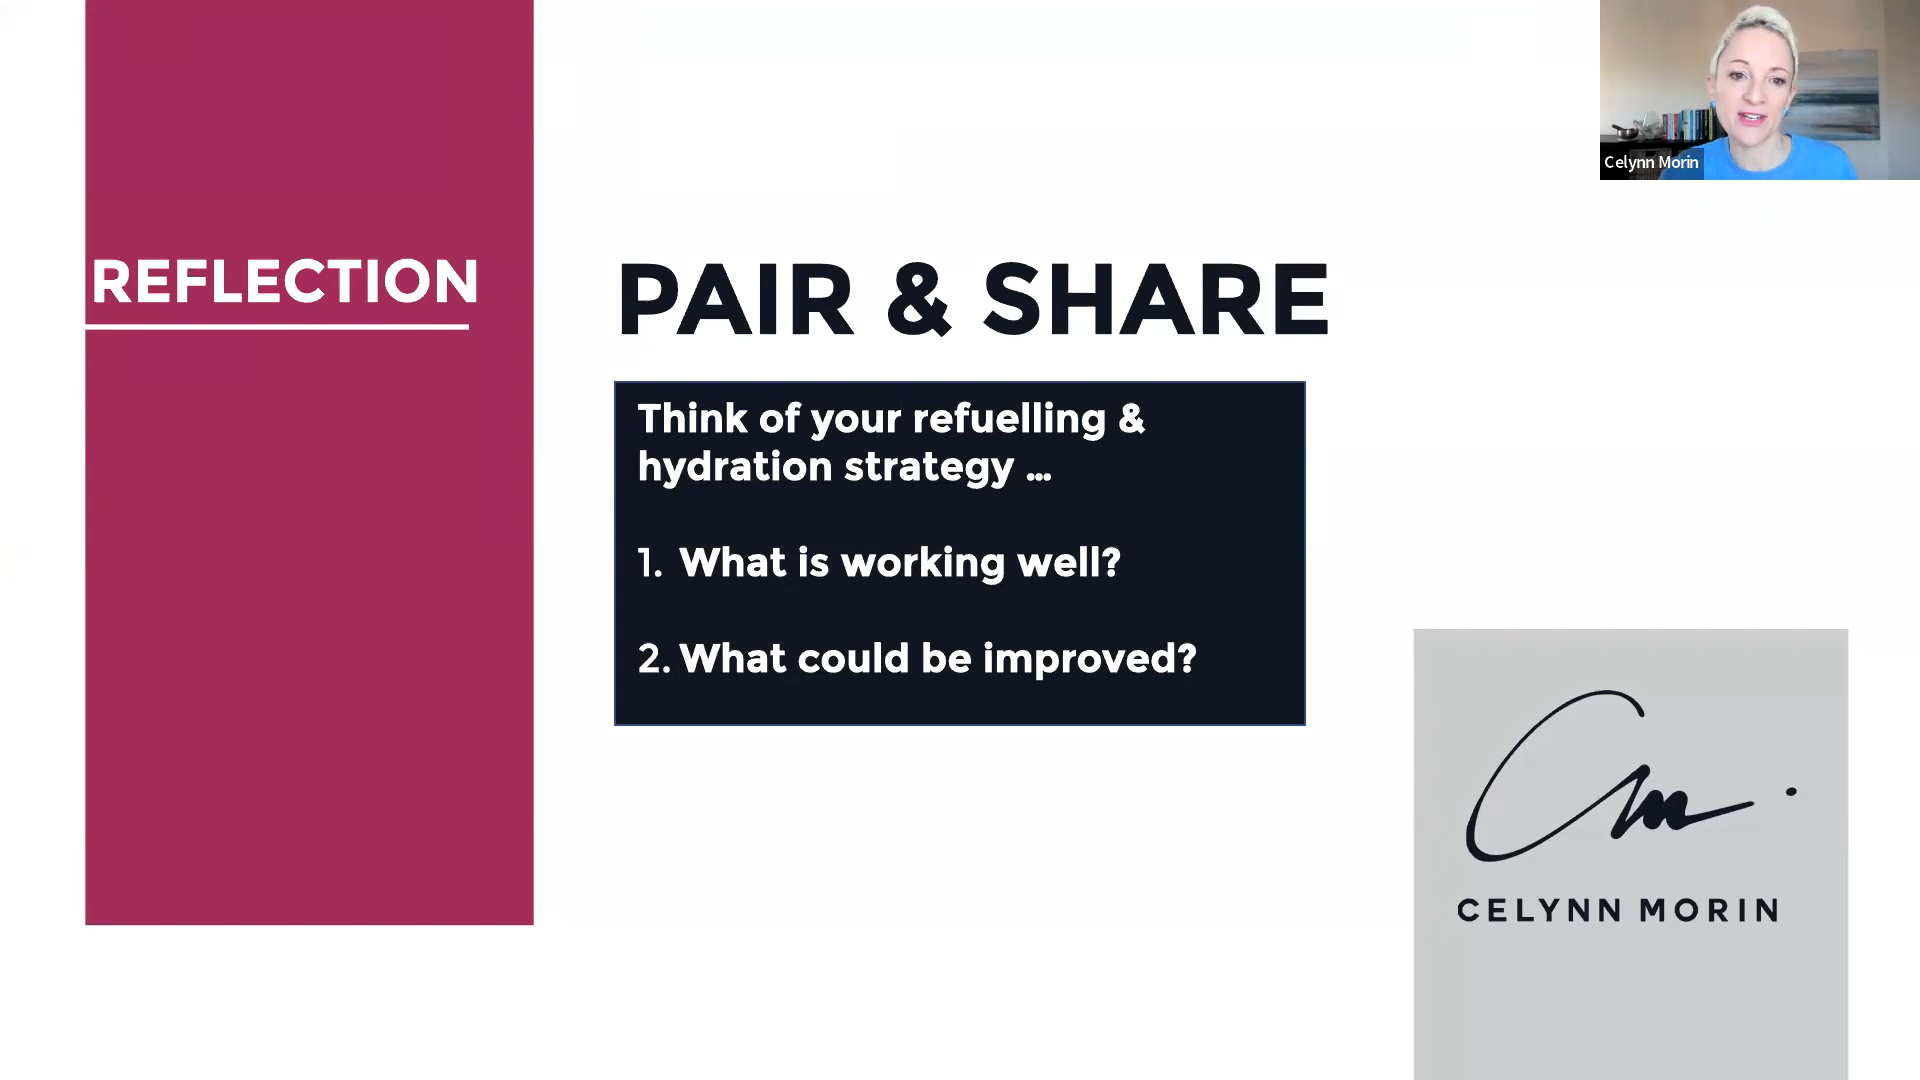 Celynn Morin
REFLECTION
PAIR & SHARE
Think of your refuelling &
hydration strategy ...
1. What is working well?
2. What could be improved?
Cm.
CELYNN MORIN